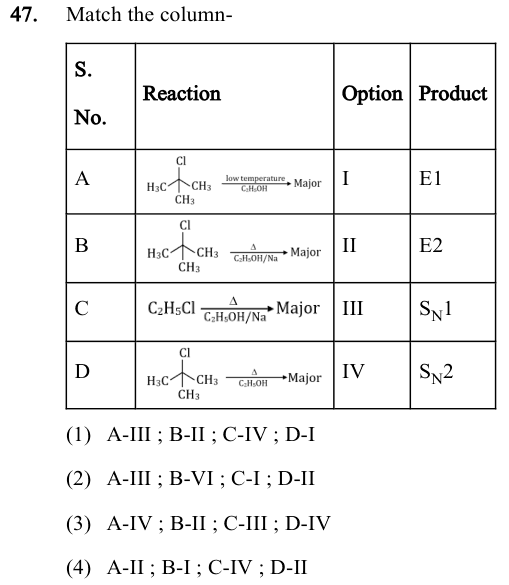 47. Match the column-
S. No. Reaction Option Product
A Cl H₃C CH₃ CH₃ low temperature C₂H₅OH Major I E1
B Cl H₃C CH₃ CH₃ Δ C₂H₅OH/Na Major II E2
C C₂H₅Cl Δ C₂H₅OH/Na Major III S_N1
D Cl H₃C CH₃ CH₃ Δ C₂H₅OH Major IV S_N2
(1) A-III ; B-II ; C-IV ; D-I
(2) A-III ; B-VI ; C-I ; D-II
(3) A-IV ; B-II ; C-III ; D-IV
(4) A-II ; B-I ; C-IV ; D-II